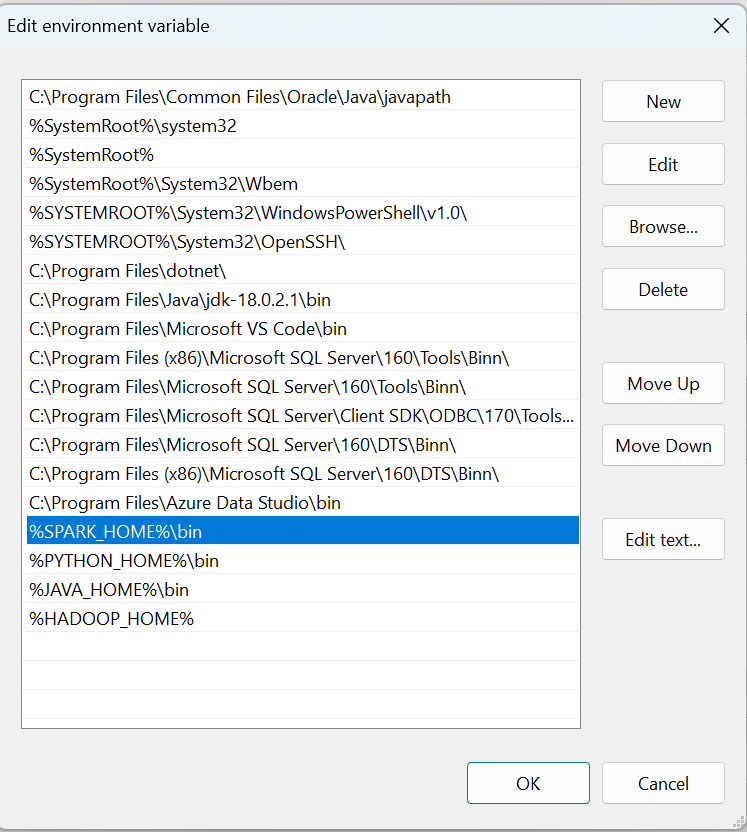 Edit environment variable
C:\Program Files\Common Files\Oracle\Java\javapath
%SystemRoot%\system32
%SystemRoot%
%SystemRoot%\System32\Wbem
%SYSTEMROOT%\System32\WindowsPowerShell\v1.0\
%SYSTEMROOT%\System32\OpenSSH\
C:\Program Files\dotnet\
C:\Program Files\Java\jdk-18.0.2.1\bin
C:\Program Files\Microsoft VS Code\bin
C:\Program Files (x86)\Microsoft SQL Server\160\Tools\Binn\
C:\Program Files\Microsoft SQL Server\160\Tools\Binn\
C:\Program Files\Microsoft SQL Server\Client SDK\ODBC\170\Tools...
C:\Program Files\Microsoft SQL Server\160\DTS\Binn\
C:\Program Files (x86)\Microsoft SQL Server\160\DTS\Binn\
C:\Program Files\Azure Data Studio\bin
%SPARK_HOME%\bin
%PYTHON_HOME%\bin
%JAVA_HOME%\bin
%HADOOP_HOME%
New
Edit
Browse...
Delete
Move Up
Move Down
Edit text...
OK
Cancel